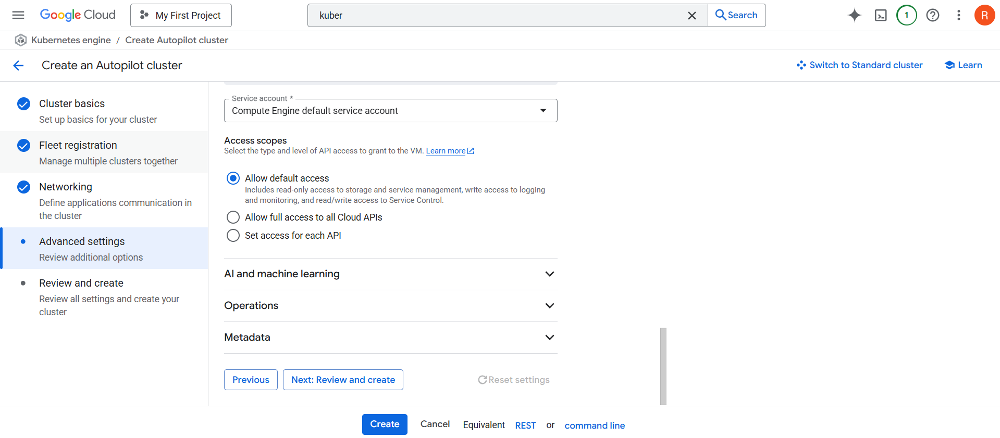 Google Cloud
My First Project
kuber
Search
1
R
Kubernetes engine / Create Autopilot cluster
Create an Autopilot cluster
Switch to Standard cluster
Learn
Cluster basics
Set up basics for your cluster
Fleet registration
Manage multiple clusters together
Networking
Define applications communication in
the cluster
Advanced settings
Review additional options
Review and create
Review all settings and create your
cluster
Service account *
Compute Engine default service account
Access scopes
Select the type and level of API access to grant to the VM. Learn more
Allow default access
Includes read-only access to storage and service management, write access to logging
and monitoring, and read/write access to Service Control.
Allow full access to all Cloud APIs
Set access for each API
AI and machine learning
Operations
Metadata
Previous
Next: Review and create
Reset settings
Create
Cancel
Equivalent REST or command line